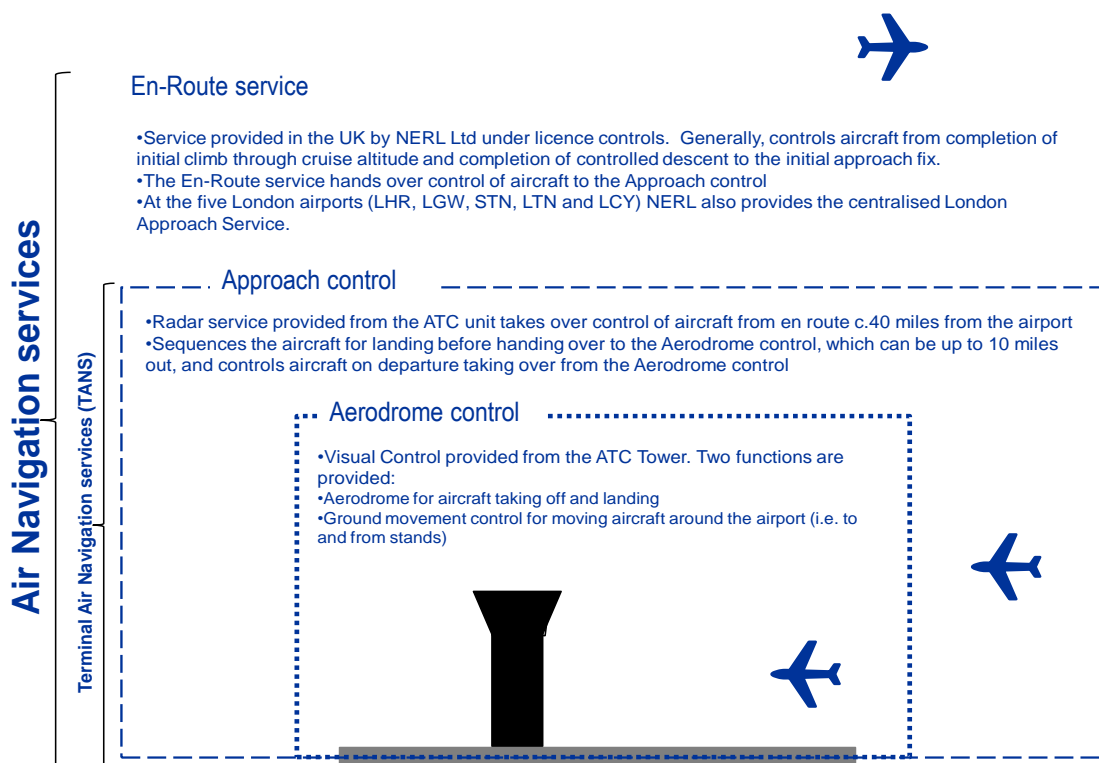 Air Navigation services
Terminal Air Navigation services (TANS)
En-Route service
•Service provided in the UK by NERL Ltd under licence controls.  Generally, controls aircraft from completion of
initial climb through cruise altitude and completion of controlled descent to the initial approach fix.
•The En-Route service hands over control of aircraft to the Approach control
•At the five London airports (LHR, LGW, STN, LTN and LCY) NERL also provides the centralised London
Approach Service.
Approach control
•Radar service provided from the ATC unit takes over control of aircraft from en route c.40 miles from the airport
•Sequences the aircraft for landing before handing over to the Aerodrome control, which can be up to 10 miles
out, and controls aircraft on departure taking over from the Aerodrome control
Aerodrome control
•Visual Control provided from the ATC Tower. Two functions are
provided:
•Aerodrome for aircraft taking off and landing
•Ground movement control for moving aircraft around the airport (i.e. to
and from stands)